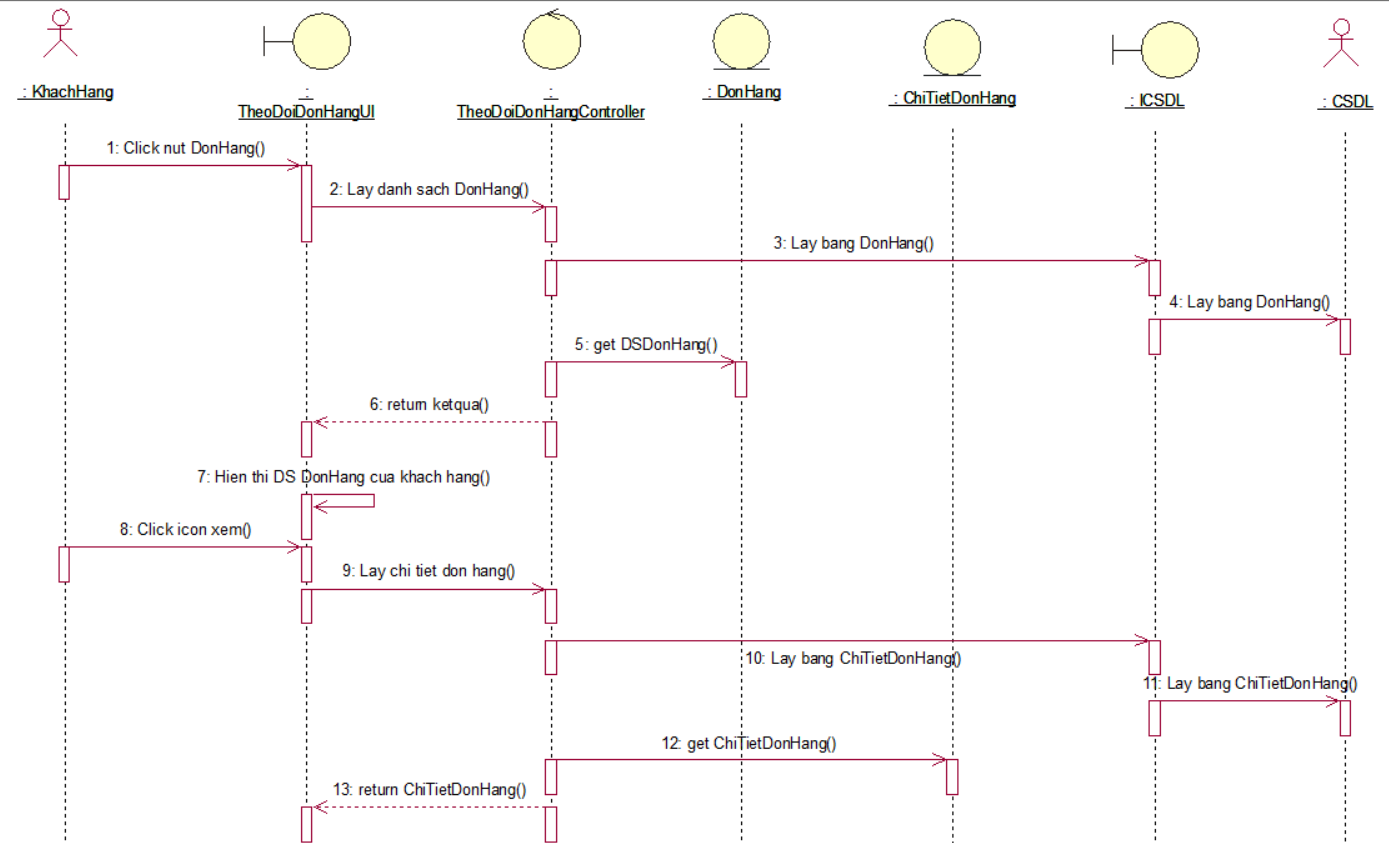 : KhachHang
:
TheoDoiDonHangUI
:
TheoDoiDonHangController
: DonHang
: ChiTietDonHang
: ICSDL
: CSDL
1: Click nut DonHang()
2: Lay danh sach DonHang()
3: Lay bang DonHang()
4: Lay bang DonHang()
5: get DSDonHang()
6: return ketqua()
7: Hien thi DS DonHang cua khach hang()
8: Click icon xem()
9: Lay chi tiet don hang()
10: Lay bang ChiTietDonHang()
11: Lay bang ChiTietDonHang()
12: get ChiTietDonHang()
13: return ChiTietDonHang()